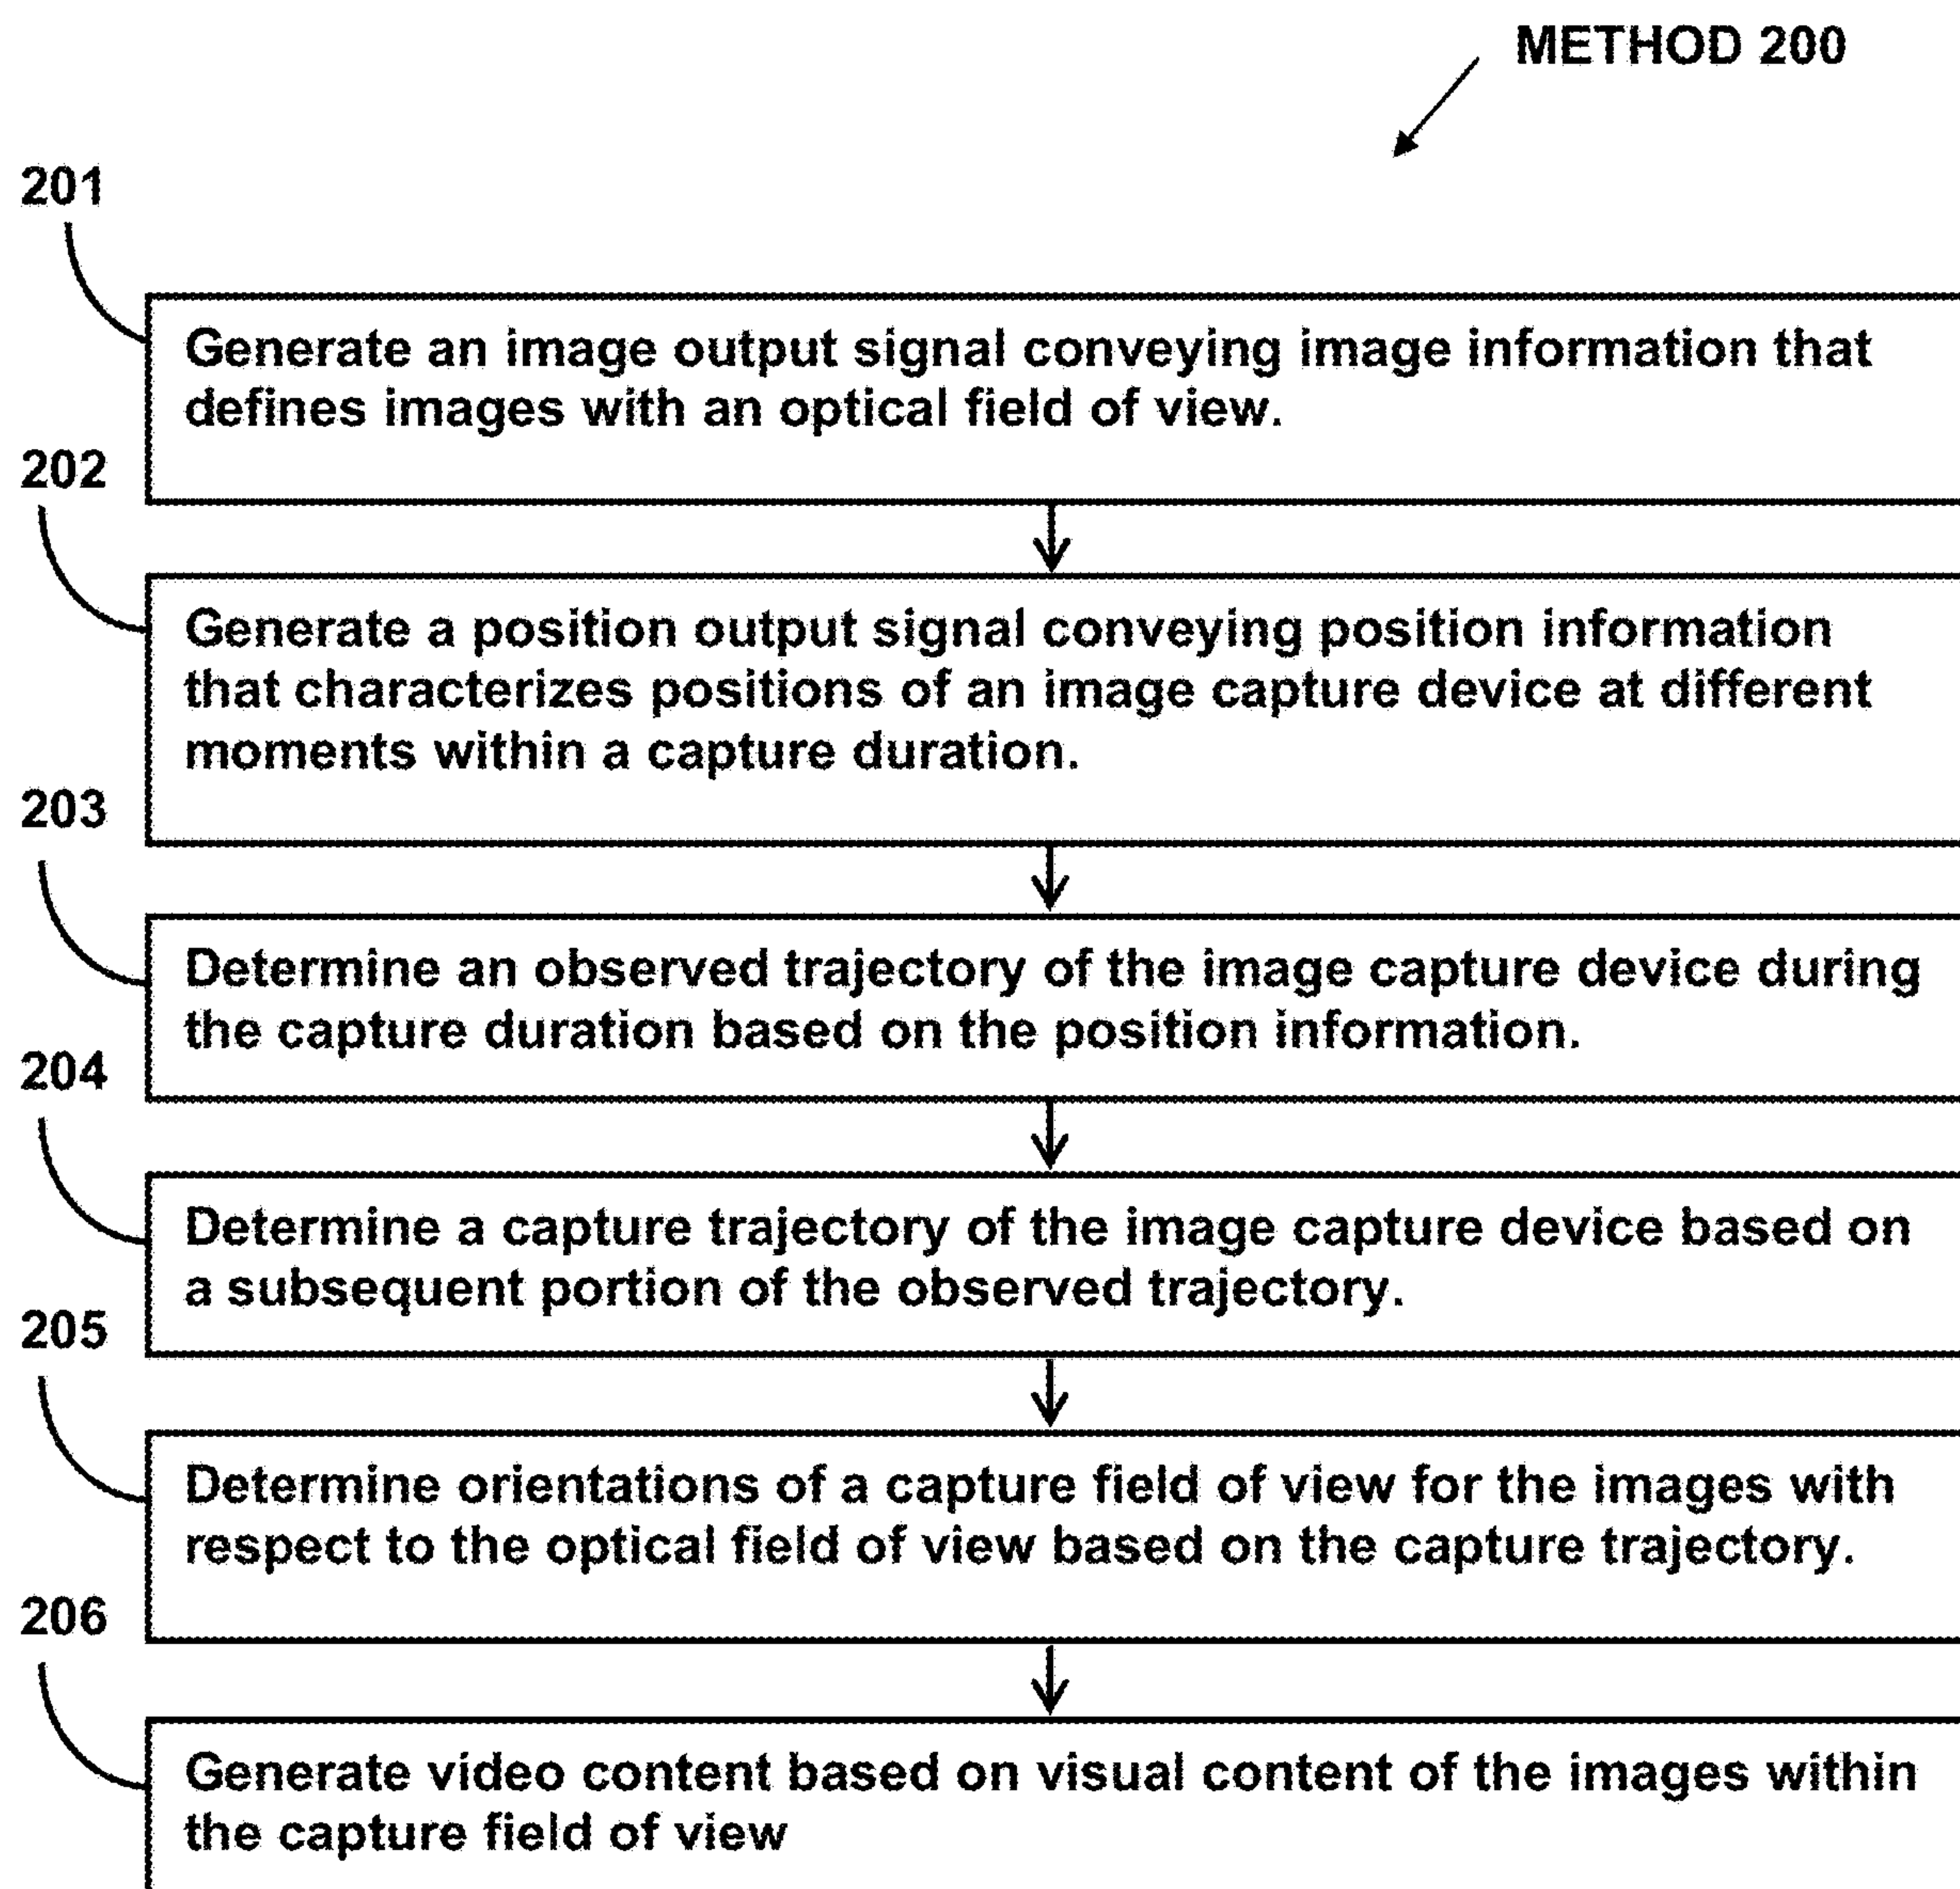 METHOD 200
201
Generate an image output signal conveying image information that
defines images with an optical field of view.
202
Generate a position output signal conveying position information
that characterizes positions of an image capture device at different
moments within a capture duration.
203
Determine an observed trajectory of the image capture device during
the capture duration based on the position information.
204
Determine a capture trajectory of the image capture device based on
a subsequent portion of the observed trajectory.
205
Determine orientations of a capture field of view for the images with
respect to the optical field of view based on the capture trajectory.
206
Generate video content based on visual content of the images within
the capture field of view